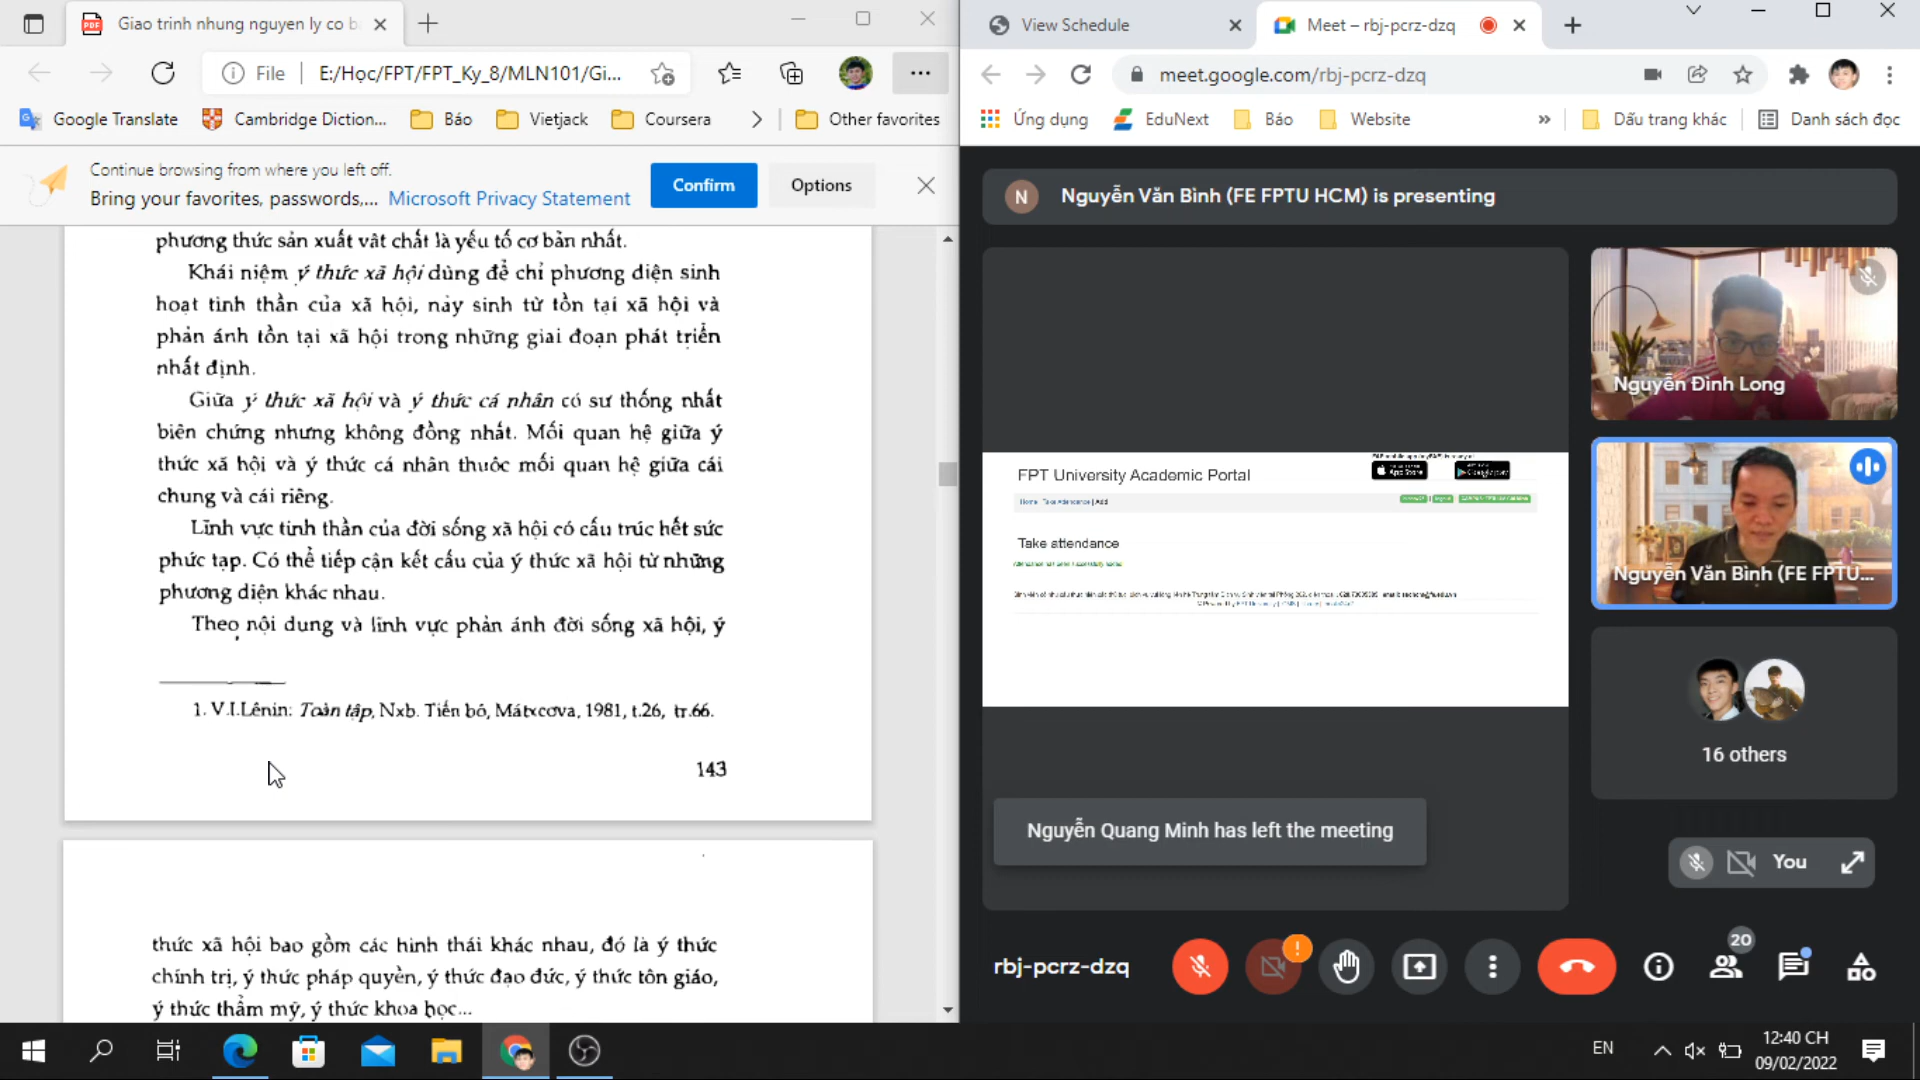 Giao trinh nhung nguyen ly co b
File
E:/Học/FPT/FPT_Ky_8/MLN101/Gi...
Google Translate
Cambridge Diction...
Báo
Vietjack
Coursera
Other favorites
Continue browsing from where you left off.
Bring your favorites, passwords,... Microsoft Privacy Statement
Confirm
Options
phương thức sản xuất vật chất là yếu tố cơ bản nhất.
Khái niệm ý thức xã hội dùng để chỉ phương diện sinh
hoạt tinh thần của xã hội, nảy sinh từ tồn tại xã hội và
phản ánh tồn tại xã hội trong những giai đoạn phát triển
nhất định.
Giữa ý thức xã hội và ý thức cá nhân có sự thống nhất
biện chứng nhưng không đồng nhất. Mối quan hệ giữa ý
thức xã hội và ý thức cá nhân thuộc mối quan hệ giữa cái
chung và cái riêng.
Lĩnh vực tinh thần của đời sống xã hội có cấu trúc hết sức
phức tạp. Có thể tiếp cận kết cấu của ý thức xã hội từ những
phương diện khác nhau.
Theo nội dung và lĩnh vực phản ánh đời sống xã hội, ý
1. V.I.Lênin: Toàn tập, Nxb. Tiến bộ, Mátxcơva, 1981, t.26, tr.66.
143
thức xã hội bao gồm các hình thái khác nhau, đó là ý thức
chính trị, ý thức pháp quyền, ý thức đạo đức, ý thức tôn giáo,
ý thức thẩm mỹ, ý thức khoa học...
View Schedule
Meet – rbj-pcrz-dzq
meet.google.com/rbj-pcrz-dzq
Ứng dụng
EduNext
Báo
Website
»
Dấu trang khác
Danh sách đọc
N
Nguyễn Văn Bình (FE FPTU HCM) is presenting
FPT University Academic Portal
App Store
Google play
Home
Take Attendance | Add
Take attendance
Nguyễn Đình Long
Nguyễn Văn Bình (FE FPTU...
16 others
Nguyễn Quang Minh has left the meeting
You
rbj-pcrz-dzq
20
EN
12:40 CH
09/02/2022